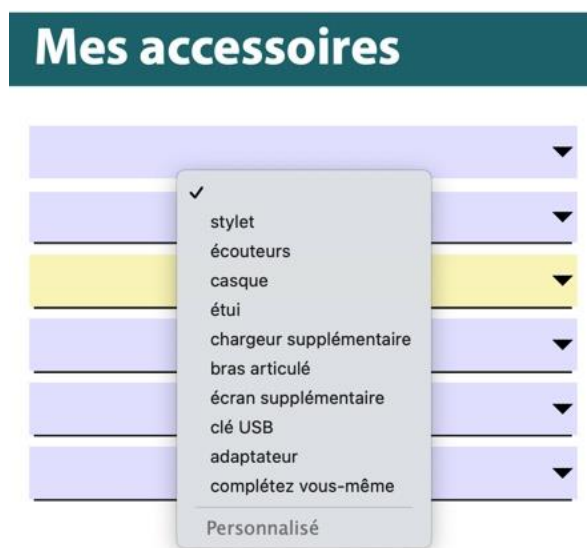 Mes accessoires
stylet
écouteurs
casque
étui
chargeur supplémentaire
bras articulé
écran supplémentaire
clé USB
adaptateur
complétez vous-même
Personnalisé